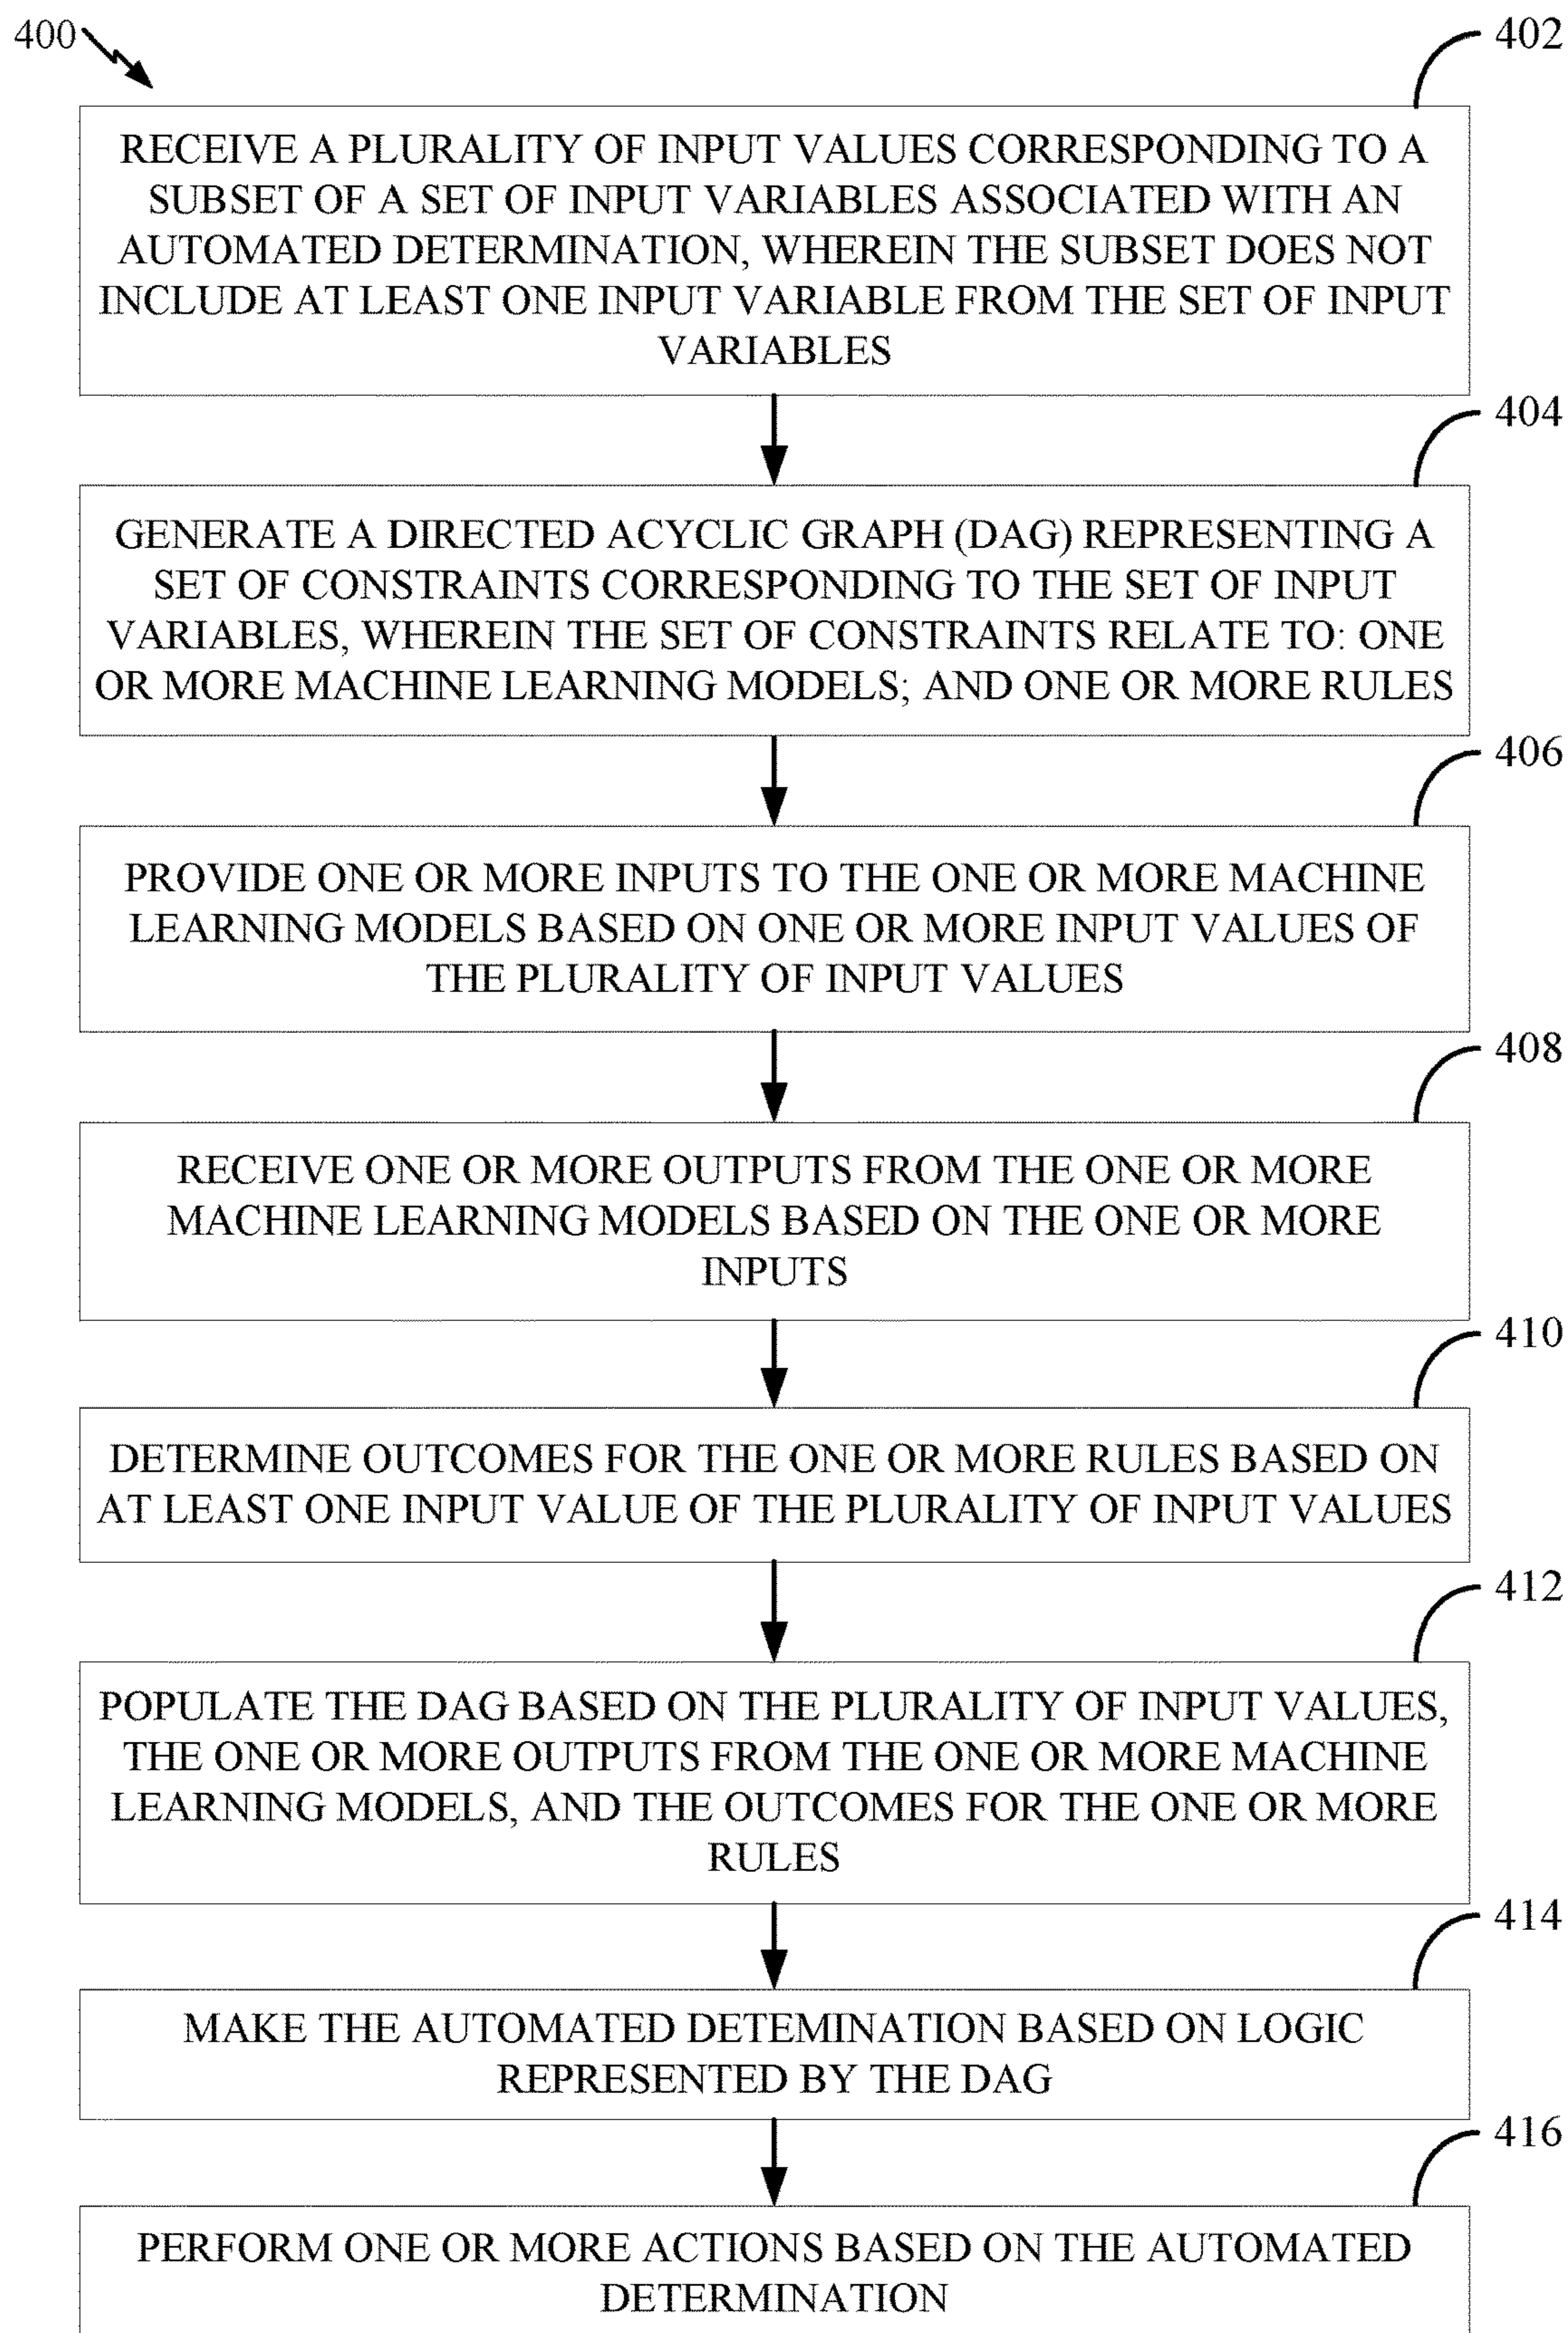 400
402
RECEIVE A PLURALITY OF INPUT VALUES CORRESPONDING TO A
SUBSET OF A SET OF INPUT VARIABLES ASSOCIATED WITH AN
AUTOMATED DETERMINATION, WHEREIN THE SUBSET DOES NOT
INCLUDE AT LEAST ONE INPUT VARIABLE FROM THE SET OF INPUT
VARIABLES
404
GENERATE A DIRECTED ACYCLIC GRAPH (DAG) REPRESENTING A
SET OF CONSTRAINTS CORRESPONDING TO THE SET OF INPUT
VARIABLES, WHEREIN THE SET OF CONSTRAINTS RELATE TO: ONE
OR MORE MACHINE LEARNING MODELS; AND ONE OR MORE RULES
406
PROVIDE ONE OR MORE INPUTS TO THE ONE OR MORE MACHINE
LEARNING MODELS BASED ON ONE OR MORE INPUT VALUES OF
THE PLURALITY OF INPUT VALUES
408
RECEIVE ONE OR MORE OUTPUTS FROM THE ONE OR MORE
MACHINE LEARNING MODELS BASED ON THE ONE OR MORE
INPUTS
410
DETERMINE OUTCOMES FOR THE ONE OR MORE RULES BASED ON
AT LEAST ONE INPUT VALUE OF THE PLURALITY OF INPUT VALUES
412
POPULATE THE DAG BASED ON THE PLURALITY OF INPUT VALUES,
THE ONE OR MORE OUTPUTS FROM THE ONE OR MORE MACHINE
LEARNING MODELS, AND THE OUTCOMES FOR THE ONE OR MORE
RULES
414
MAKE THE AUTOMATED DETEMINATION BASED ON LOGIC
REPRESENTED BY THE DAG
416
PERFORM ONE OR MORE ACTIONS BASED ON THE AUTOMATED
DETERMINATION